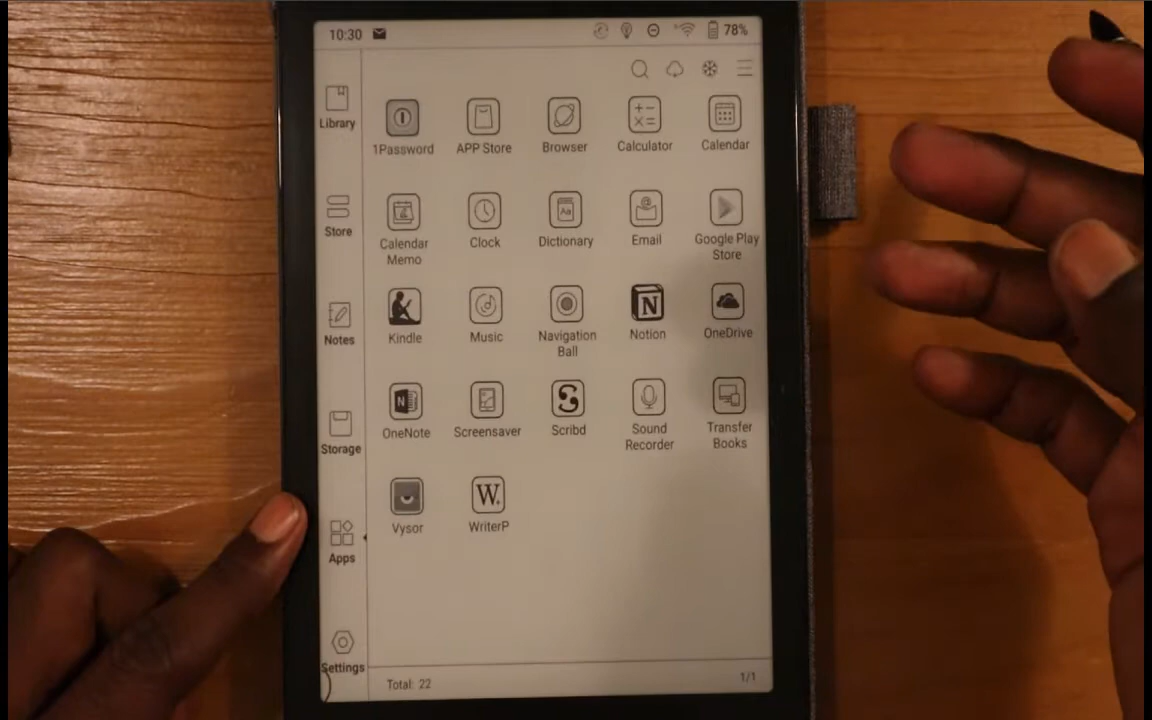 10:30
78%
Library
Store
Notes
Storage
Apps
Settings
1Password
APP Store
Browser
Calculator
Calendar
Calendar
Memo
Clock
Dictionary
Email
Google Play
Store
Kindle
Music
Navigation
Ball
Notion
OneDrive
OneNote
Screensaver
Scribd
Sound
Recorder
Transfer
Books
Vysor
WriterP
Total: 22
1/1